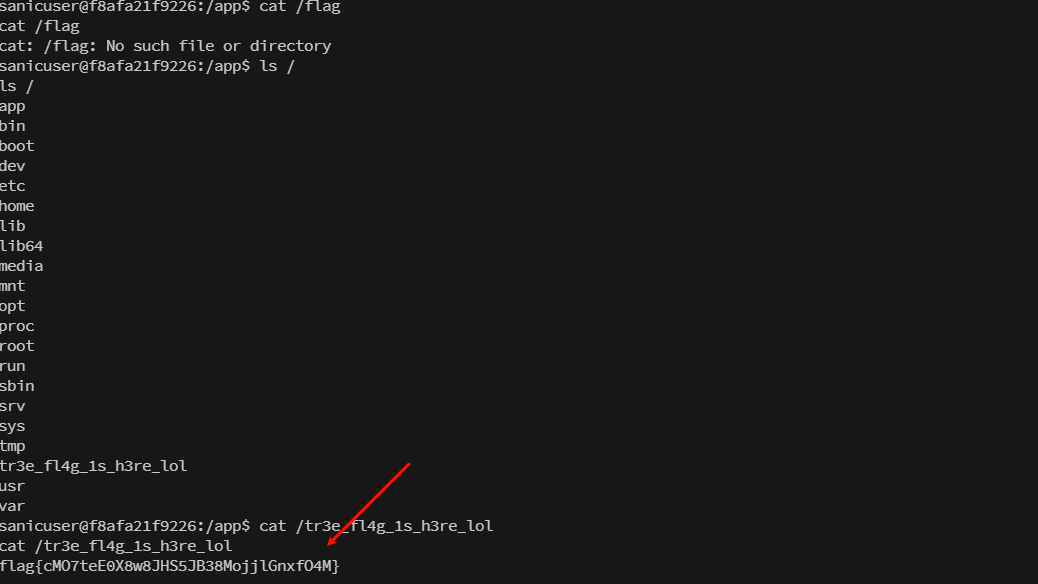 sanicuser@f8afa21f9226:/app$ cat /flag
cat /flag
cat: /flag: No such file or directory
sanicuser@f8afa21f9226:/app$ ls /
ls /
app
bin
boot
dev
etc
home
lib
lib64
media
mnt
opt
proc
root
run
sbin
srv
sys
tmp
tr3e_fl4g_1s_h3re_lol
usr
var
sanicuser@f8afa21f9226:/app$ cat /tr3e_fl4g_1s_h3re_lol
cat /tr3e_fl4g_1s_h3re_lol
flag{cMO7teE0X8w8JHS5JB38MojjlGnxfO4M}